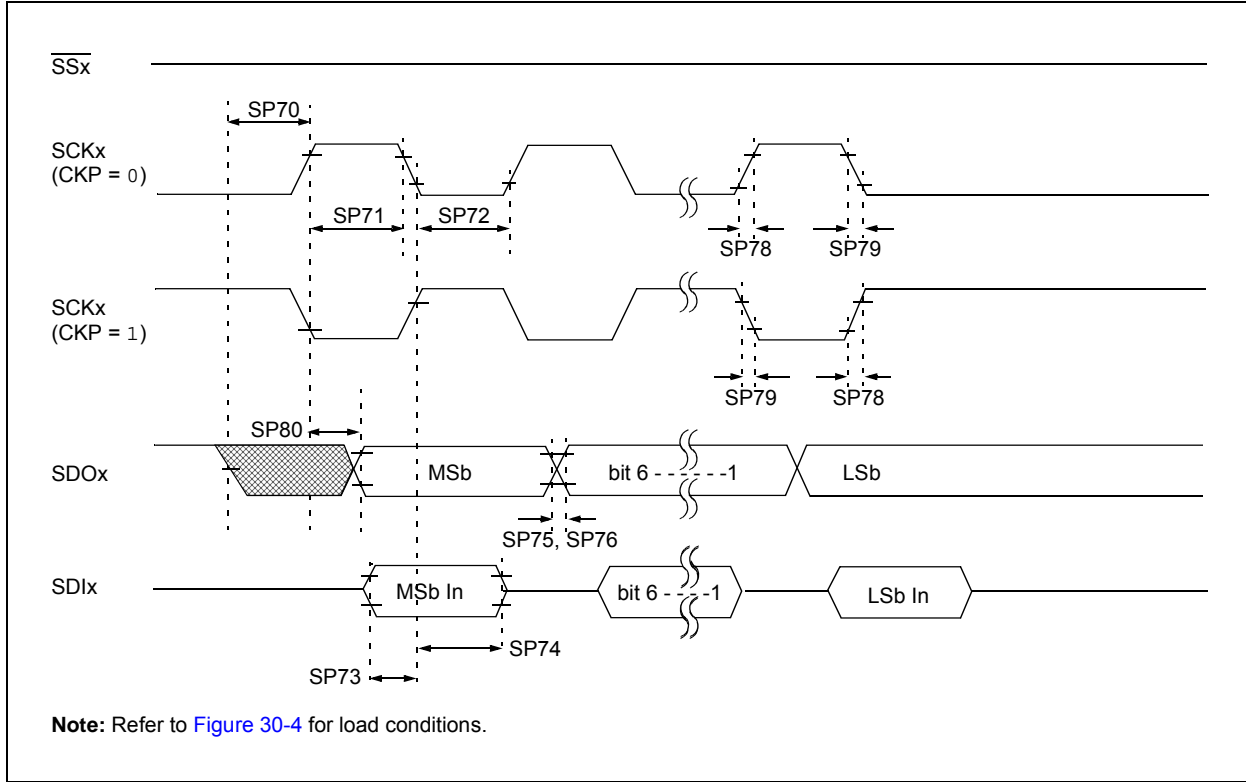 SSx
SP70
SCKx
(CKP = 0)
SP71 SP72
SP78 SP79
SCKx
(CKP = 1)
SP79 SP78
SP80
SDOx
MSb
bit 6 - - - - - -1
LSb
SP75, SP76
SDIx
MSb In
bit 6 - - - - -1
LSb In
SP74
SP73
Note: Refer to Figure 30-4 for load conditions.